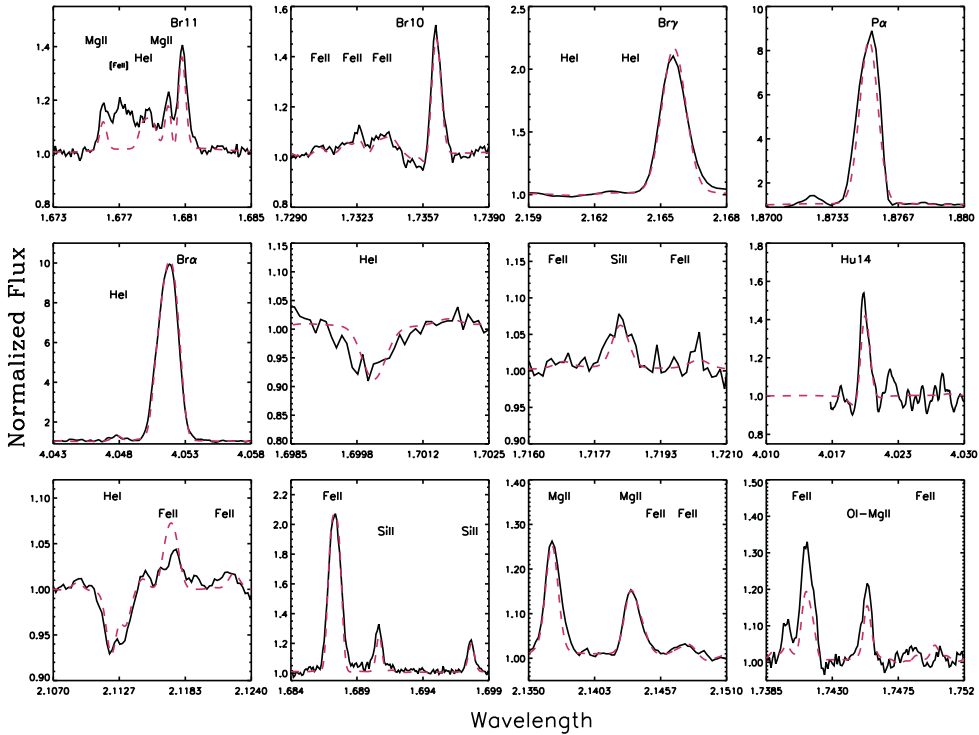 Br11
MgII MgII
[FeII] HeI
1.4
1.2
1.0
0.8
1.673 1.677 1.681 1.685
Br10
FeII FeII FeII
1.6
1.4
1.2
1.0
0.8
1.7290 1.7323 1.7357 1.7390
Brγ
HeI HeI
2.5
2.0
1.5
1.0
2.159 2.162 2.165 2.168
Pα
10
8
6
4
2
1.8700 1.8733 1.8767 1.880
Normalized Flux
Brα
HeI
10
8
6
4
2
4.043 4.048 4.053 4.058
HeI
1.15
1.10
1.05
1.00
0.95
0.90
0.85
0.80
1.6985 1.6998 1.7012 1.7025
FeII SiII FeII
1.15
1.10
1.05
1.00
0.95
0.90
1.7160 1.7177 1.7193 1.7210
Hu14
1.8
1.6
1.4
1.2
1.0
0.8
4.010 4.017 4.023 4.030
HeI
FeII FeII
1.10
1.05
1.00
0.95
0.90
2.1070 2.1127 2.1183 2.1240
FeII
SiII SiII
2.2
2.0
1.8
1.6
1.4
1.2
1.0
1.684 1.689 1.694 1.699
MgII MgII
FeII FeII
1.40
1.30
1.20
1.10
1.00
2.1350 2.1403 2.1457 2.1510
FeII FeII
OI-MgII
1.50
1.40
1.30
1.20
1.10
1.00
1.7385 1.7430 1.7475 1.752
Wavelength